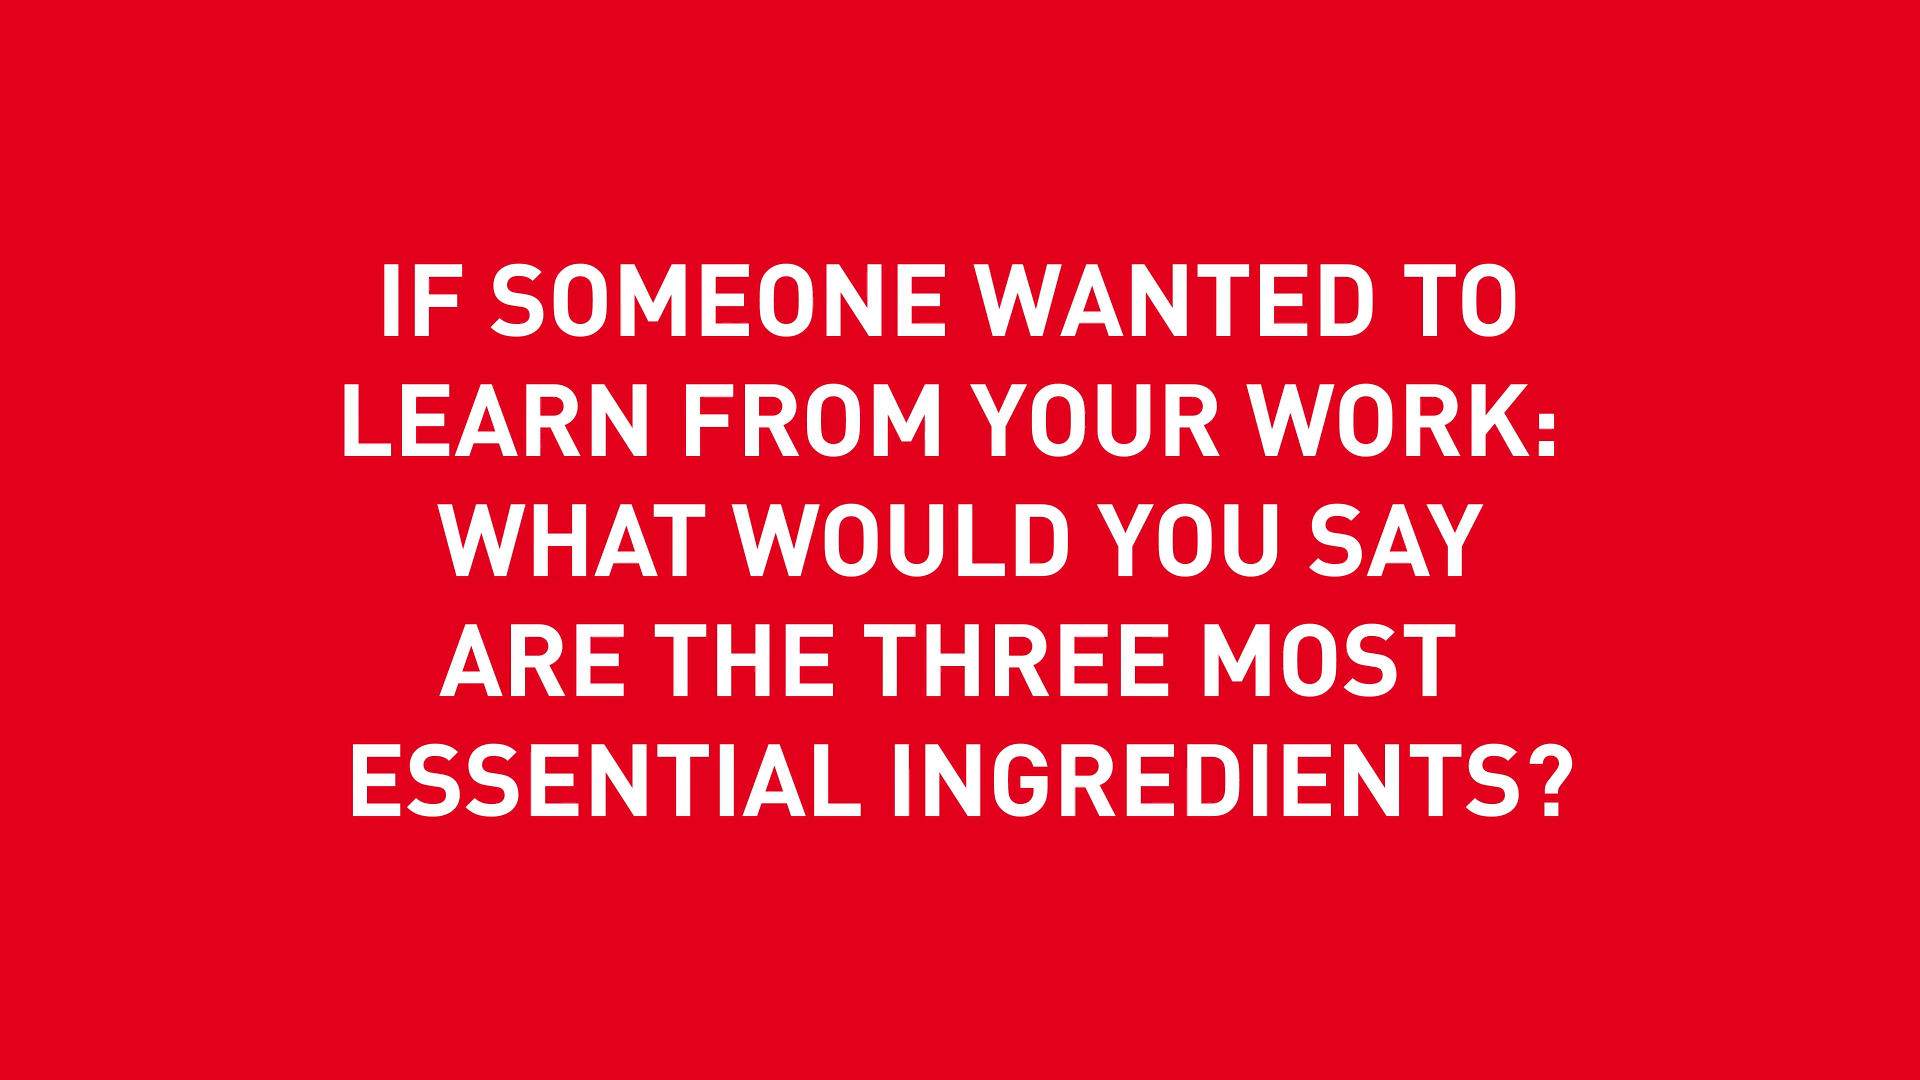 IF SOMEONE WANTED TO
LEARN FROM YOUR WORK:
WHAT WOULD YOU SAY
ARE THE THREE MOST
ESSENTIAL INGREDIENTS?